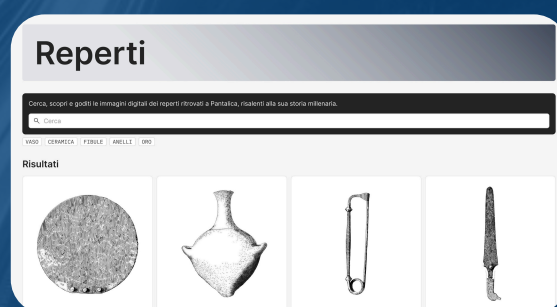 Reperti
Cerca, scopri e goditi le immagini digitali dei reperti ritrovati a Pantalica, risalenti alla sua storia millenaria.
Cerca
VASO CERAMICA FIBULE ANELLI ORO
Risultati